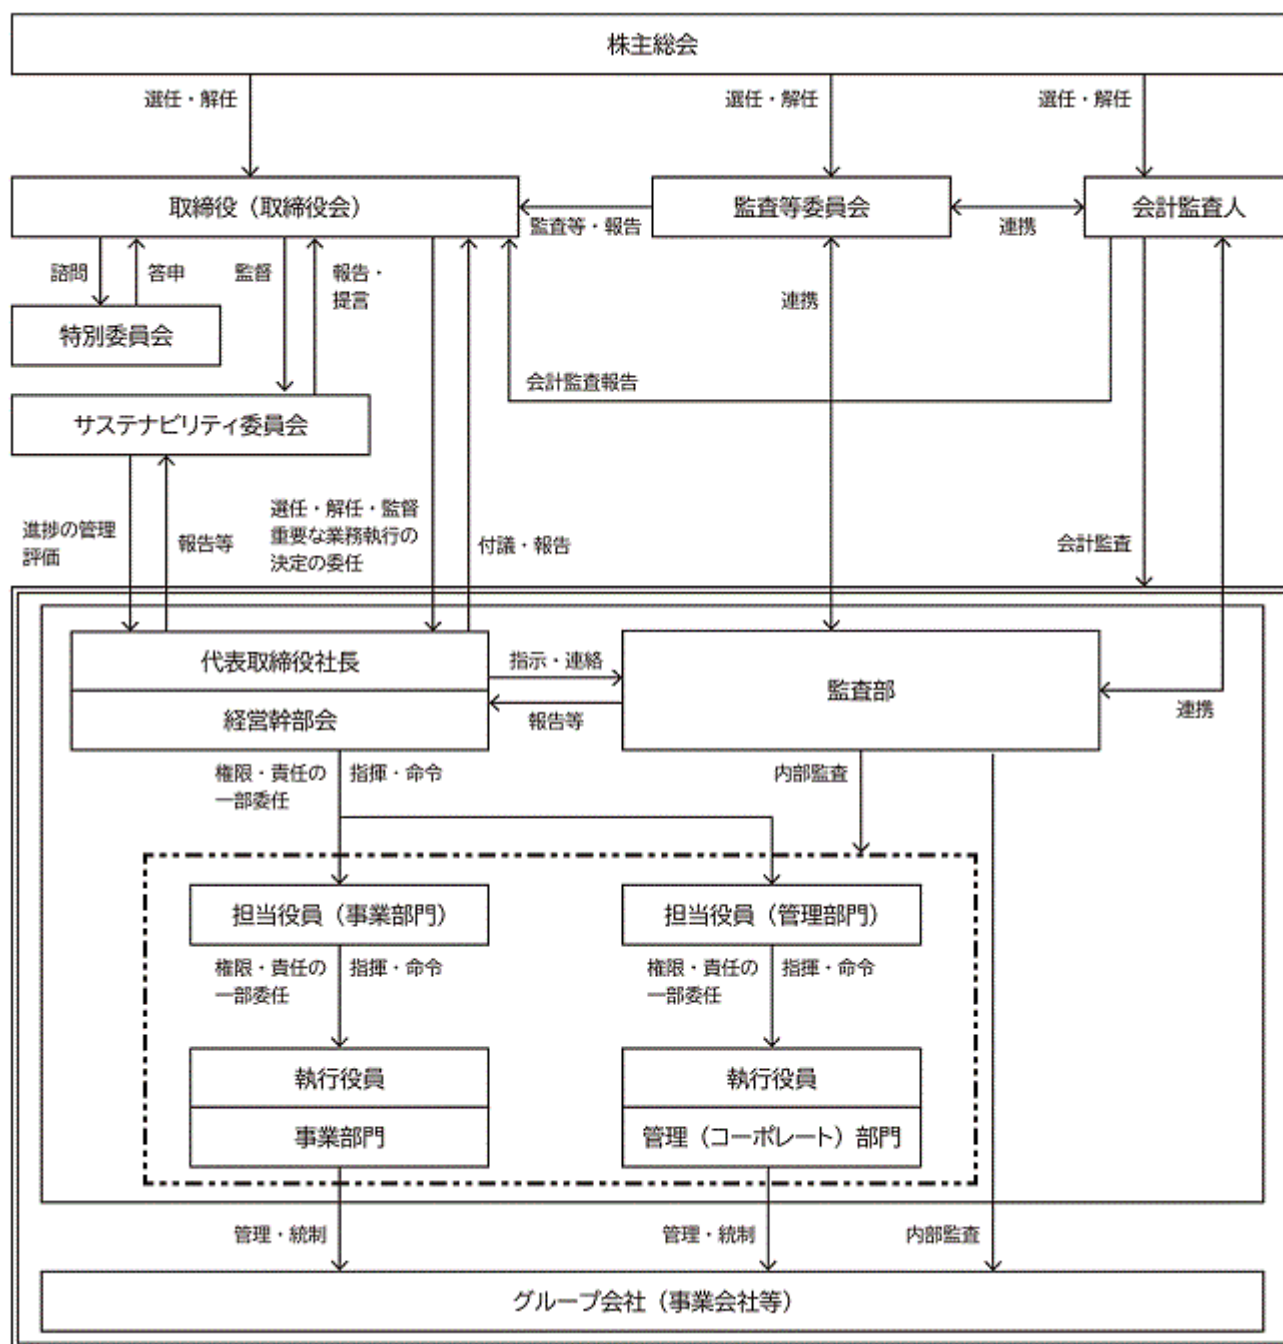 株主総会
選任・解任
選任・解任
選任・解任
取締役（取締役会）
監査等・報告
監査等委員会
連携
会計監査人
諮問
答申
監督
報告・
提言
連携
特別委員会
会計監査報告
サステナビリティ委員会
進捗の管理
評価
報告等
選任・解任・監督
重要な業務執行の
決定の委任
付議・報告
会計監査
代表取締役社長
経営幹部会
指示・連絡
報告等
監査部
連携
権限・責任の
一部委任
指揮・命令
内部監査
担当役員（事業部門）
担当役員（管理部門）
権限・責任の
一部委任
指揮・命令
権限・責任の
一部委任
指揮・命令
執行役員
事業部門
執行役員
管理（コーポレート）部門
管理・統制
管理・統制
内部監査
グループ会社（事業会社等）